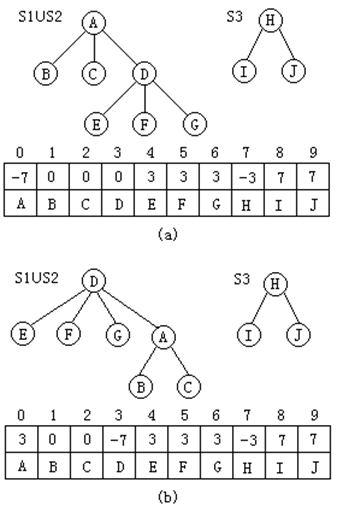 S1US2 A S3 H
B C D I J
E F G
0 1 2 3 4 5 6 7 8 9
-7 0 0 0 3 3 3 -3 7 7
A B C D E F G H I J
(a)
S1US2 D S3 H
E F G A I J
B C
0 1 2 3 4 5 6 7 8 9
3 0 0 -7 3 3 3 -3 7 7
A B C D E F G H I J
(b)